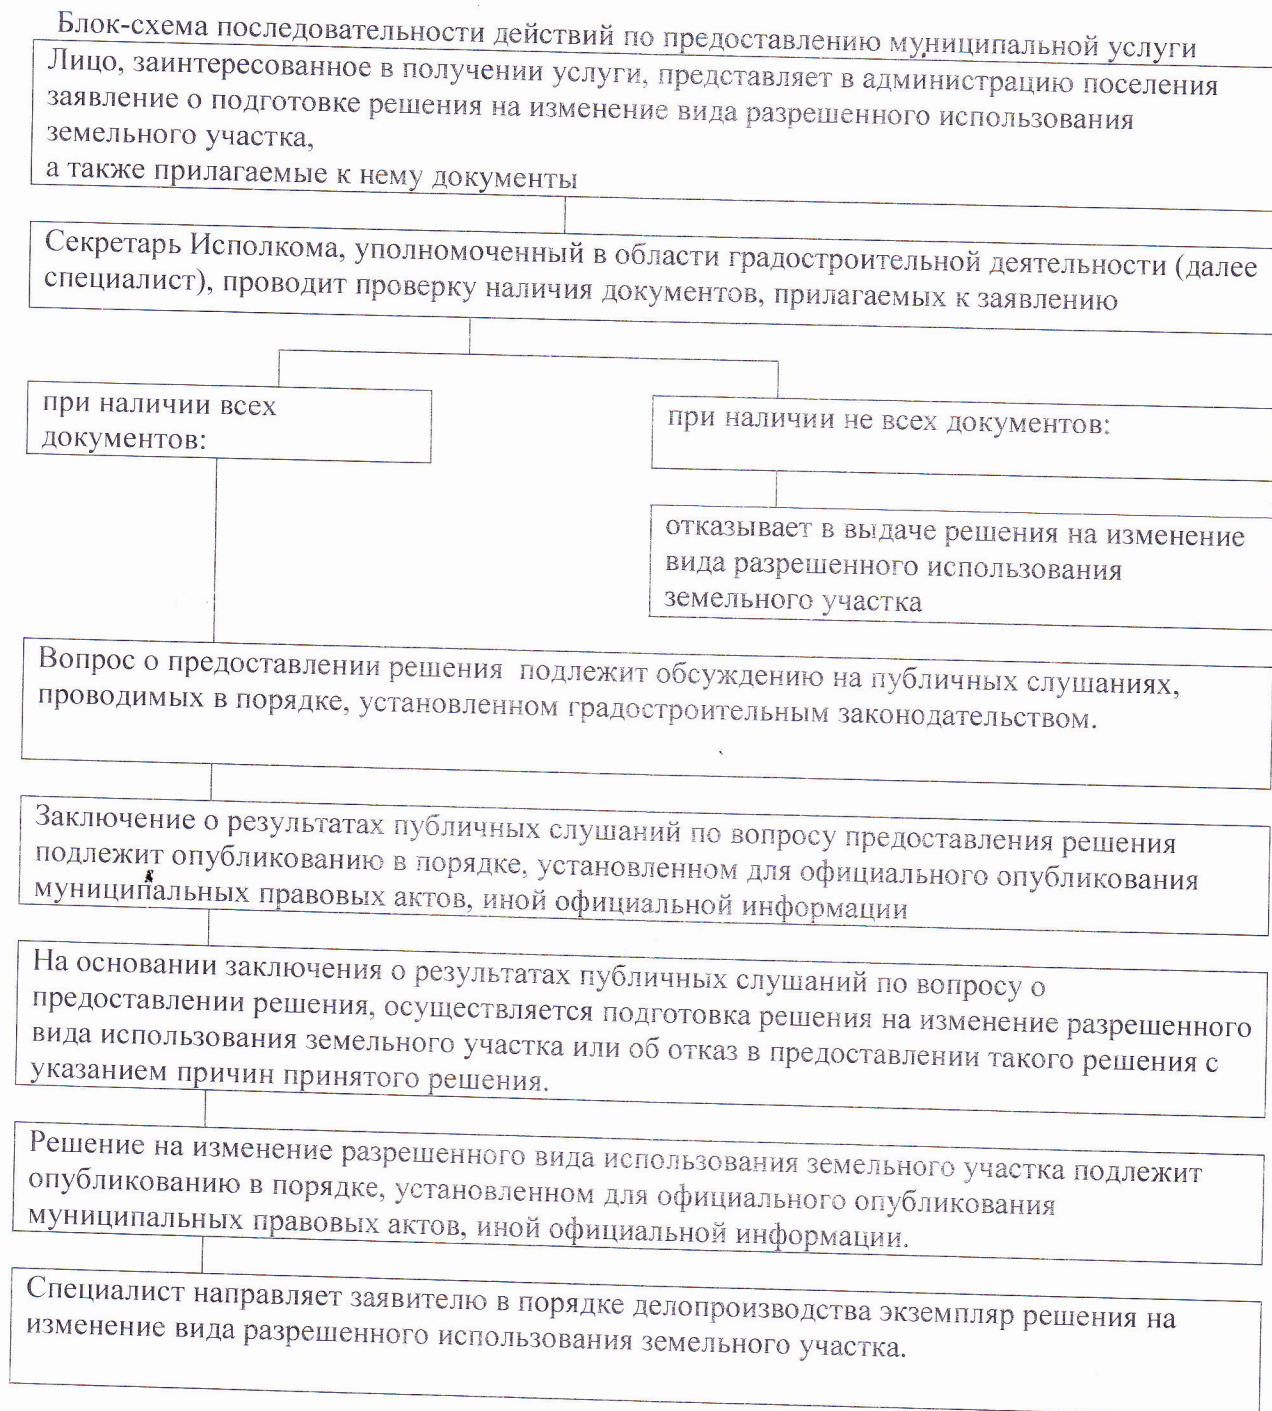 Блок-схема последовательности действий по предоставлению муниципальной услуги
Лицо, заинтересованное в получении услуги, представляет в администрацию поселения
заявление о подготовке решения на изменение вида разрешенного использования
земельного участка,
а также прилагаемые к нему документы
Секретарь Исполкома, уполномоченный в области градостроительной деятельности (далее
специалист), проводит проверку наличия документов, прилагаемых к заявлению
при наличии всех
документов:
при наличии не всех документов:
отказывает в выдаче решения на изменение
вида разрешенного использования
земельного участка
Вопрос о предоставлении решения подлежит обсуждению на публичных слушаниях,
проводимых в порядке, установленном градостроительным законодательством.
Заключение о результатах публичных слушаний по вопросу предоставления решения
подлежит опубликованию в порядке, установленном для официального опубликования
муниципальных правовых актов, иной официальной информации
На основании заключения о результатах публичных слушаний по вопросу о
предоставлении решения, осуществляется подготовка решения на изменение разрешенного
вида использования земельного участка или об отказ в предоставлении такого решения с
указанием причин принятого решения.
Решение на изменение разрешенного вида использования земельного участка подлежит
опубликованию в порядке, установленном для официального опубликования
муниципальных правовых актов, иной официальной информации.
Специалист направляет заявителю в порядке делопроизводства экземпляр решения на
изменение вида разрешенного использования земельного участка.